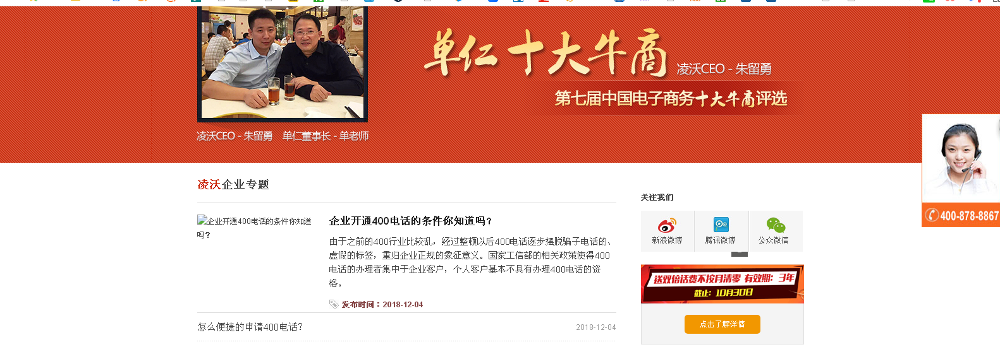 单仁十大牛商
凌沃CEO - 朱留勇
第七届中国电子商务十大牛商评选
凌沃CEO - 朱留勇 单仁董事长 - 单老师
400-878-8867
凌沃企业专题
企业开通400电话的条件你知道吗?
企业开通400电话的条件你知道吗?
由于之前的400行业比较乱，经过整顿以后400电话逐步摆脱骗子电话的、
虚假的标签，重归企业正规的象征意义。国家工信部的相关政策使得400
电话的办理者集中于企业客户，个人客户基本不具有办理400电话的资
格。
发布时间：2018-12-04
怎么便捷的申请400电话? 2018-12-04
关注我们
新浪微博 腾讯微博 公众微信
送双倍话费不按月清零 有效期：3年
截止：10月30日
点击了解详情